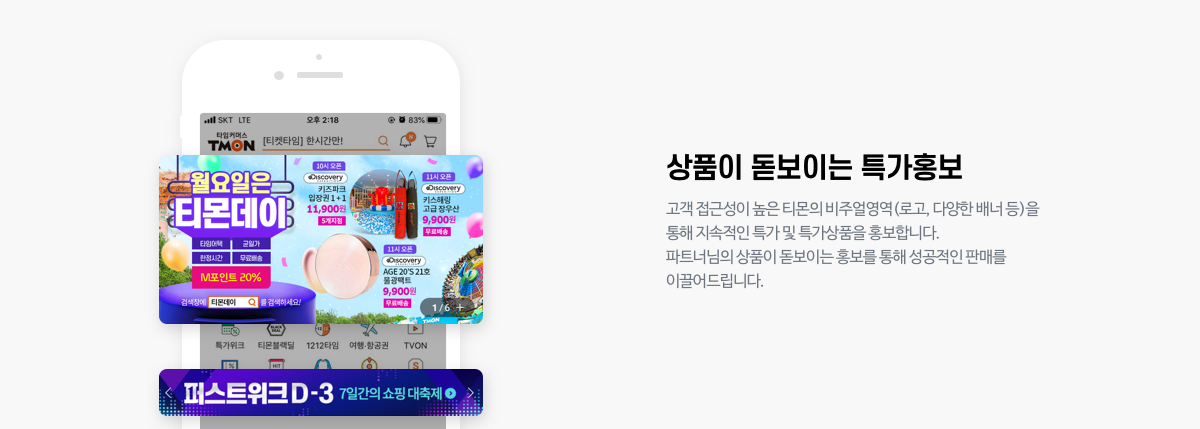 SKT LTE 오후 2:18 83%
타임커머스
TMON [티켓타임] 한시간만! N
월요일은
티몬데이
타임어택 균일가
한정시간 무료배송
M포인트 20%
검색창에 티몬데이 를 검색하세요!
10시 오픈
Discovery
키즈파크
입장권 1+1
11,900원
5개지점
11시 오픈
Discovery
키스해링
고급 장우산
9,900원
무료배송
11시 오픈
Discovery
AGE 20'S 21호
물광팩트
9,900원
무료배송
TMON
1/6 +
BLACK DEAL
특가위크 티몬블랙딜 1212타임 여행·항공권 TVON
HIT
퍼스트위크 D-3 7일간의 쇼핑 대축제
상품이 돋보이는 특가홍보
고객 접근성이 높은 티몬의 비주얼영역(로고, 다양한 배너 등)을
통해 지속적인 특가 및 특가상품을 홍보합니다.
파트너님의 상품이 돋보이는 홍보를 통해 성공적인 판매를
이끌어드립니다.